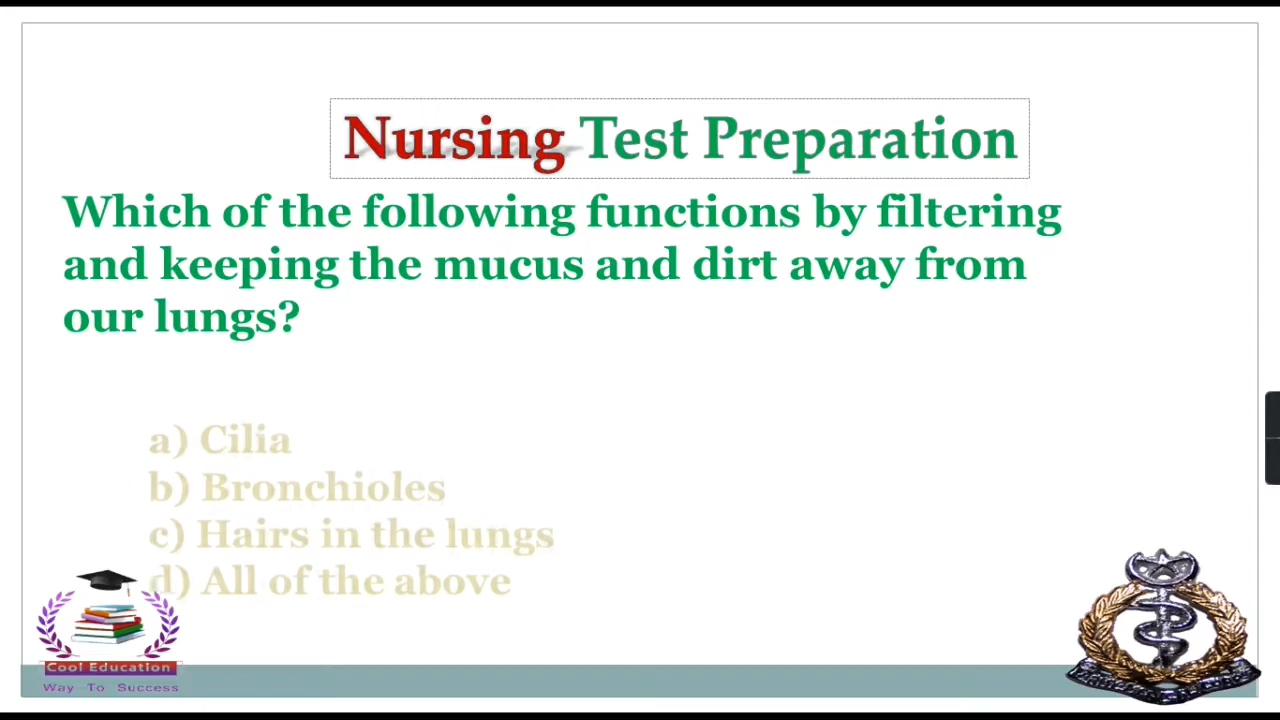 Nursing Test Preparation
Which of the following functions by filtering
and keeping the mucus and dirt away from
our lungs?
a) Cilia
b) Bronchioles
c) Hairs in the lungs
d) All of the above
Cool Education
Way To Success